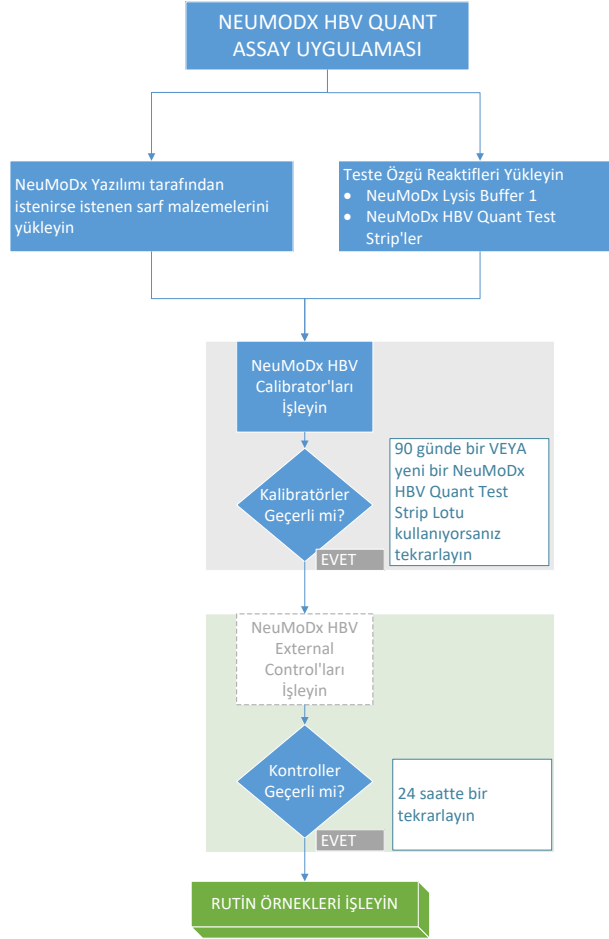 NEUMODX HBV QUANT
ASSAY UYGULAMASI
NeuMoDx Yazılımı tarafından
istenirse istenen sarf malzemelerini
yükleyin
Teste Özgü Reaktifleri Yükleyin
• NeuMoDx Lysis Buffer 1
• NeuMoDx HBV Quant Test
Strip'ler
NeuMoDx HBV
Calibrator'ları
İşleyin
Kalibratörler
Geçerli mi?
90 günde bir VEYA
yeni bir NeuMoDx
HBV Quant Test
Strip Lotu
kullanıyorsanız
tekrarlayın
EVET
NeuMoDx HBV
External
Control'ları
İşleyin
Kontroller
Geçerli mi?
24 saatte bir
tekrarlayın
EVET
RUTİN ÖRNEKLERİ İŞLEYİN